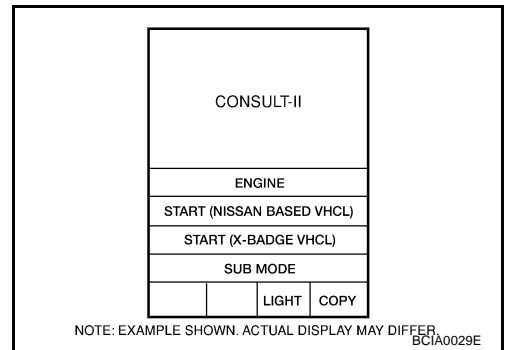 CONSULT-II
ENGINE
START (NISSAN BASED VHCL)
START (X-BADGE VHCL)
SUB MODE
LIGHT COPY
NOTE: EXAMPLE SHOWN. ACTUAL DISPLAY MAY DIFFER.
BCIA0029E